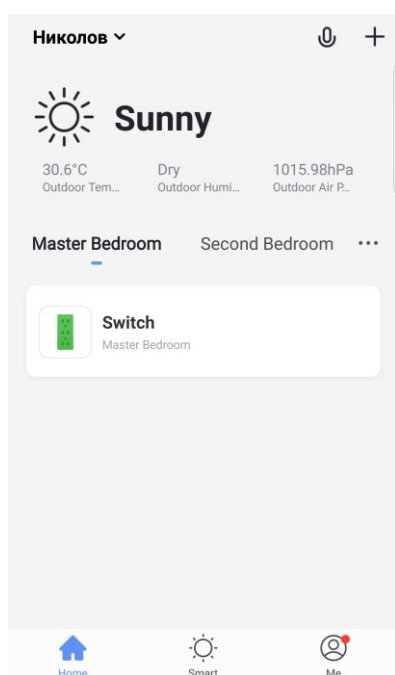 Николов
Sunny
30.6°C Dry 1015.98hPa
Outdoor Tem... Outdoor Humi... Outdoor Air P...
Master Bedroom Second Bedroom
Switch
Master Bedroom
Home Smart Me